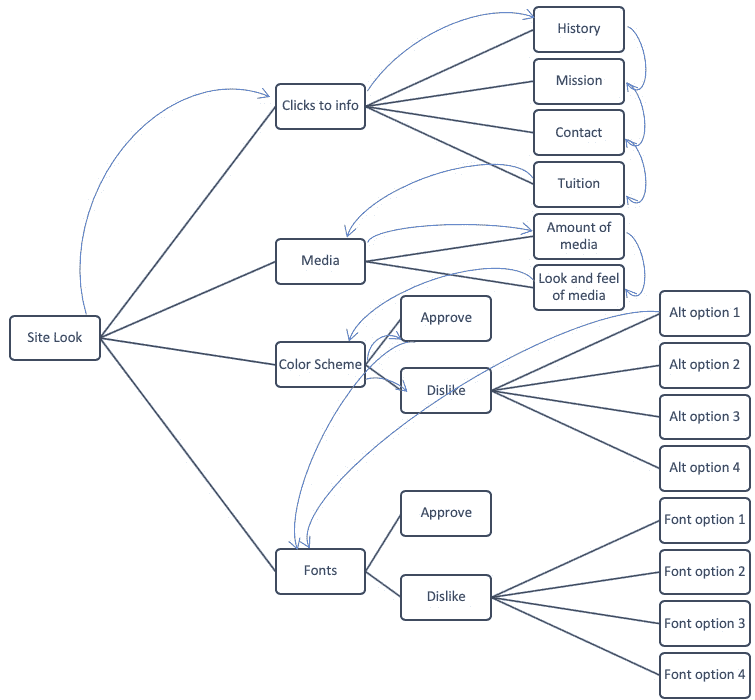 History
Mission
Clicks to info
Contact
Tuition
Amount of
media
Media
Look and feel
of media
Site Look
Approve
Alt option 1
Color Scheme
Alt option 2
Dislike
Alt option 3
Alt option 4
Approve
Font option 1
Fonts
Font option 2
Dislike
Font option 3
Font option 4